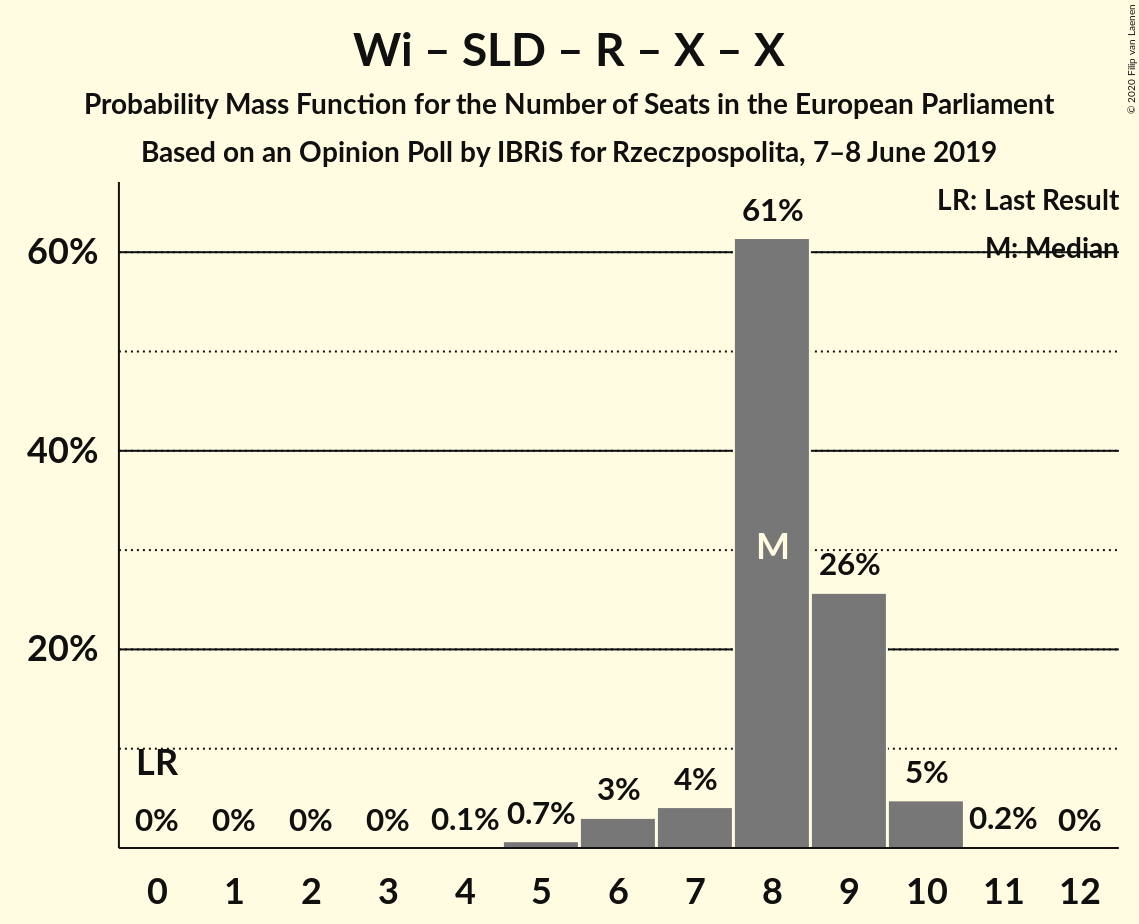 Wi – SLD – R – X – X
Probability Mass Function for the Number of Seats in the European Parliament
Based on an Opinion Poll by IBRiS for Rzeczpospolita, 7–8 June 2019
© 2020 Filip van Laenen
LR: Last Result
M: Median
60%
40%
20%
LR
M
0% 0% 0% 0% 0.1% 0.7% 3% 4% 61% 26% 5% 0.2% 0%
0 1 2 3 4 5 6 7 8 9 10 11 12